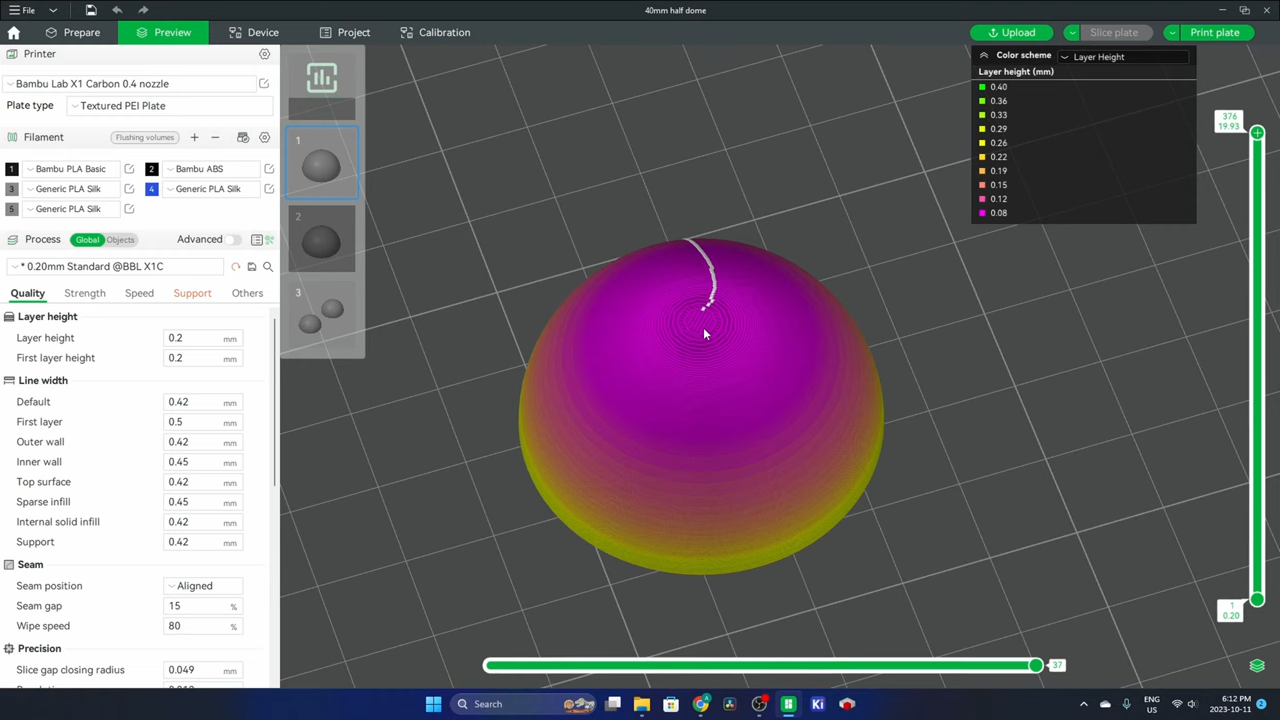 File
40mm half dome
Prepare
Preview
Device
Project
Calibration
Upload
Slice plate
Print plate
Printer
Bambu Lab X1 Carbon 0.4 nozzle
Plate type
Textured PEI Plate
Filament
Flushing volumes
1 Bambu PLA Basic
2 Bambu ABS
3 Generic PLA Silk
4 Generic PLA Silk
5 Generic PLA Silk
Process
Global
Objects
Advanced
* 0.20mm Standard @BBL X1C
Quality
Strength
Speed
Support
Others
Layer height
Layer height 0.2 mm
First layer height 0.2 mm
Line width
Default 0.42 mm
First layer 0.5 mm
Outer wall 0.42 mm
Inner wall 0.45 mm
Top surface 0.42 mm
Sparse infill 0.45 mm
Internal solid infill 0.42 mm
Support 0.42 mm
Seam
Seam position Aligned
Seam gap 15 %
Wipe speed 80 %
Precision
Slice gap closing radius 0.049 mm
1
2
3
Color scheme
Layer Height
Layer height (mm)
0.40
0.36
0.33
0.29
0.26
0.22
0.19
0.15
0.12
0.08
376
19.93
1
0.20
37
Search
ENG
US
6:12 PM
2023-10-11
2